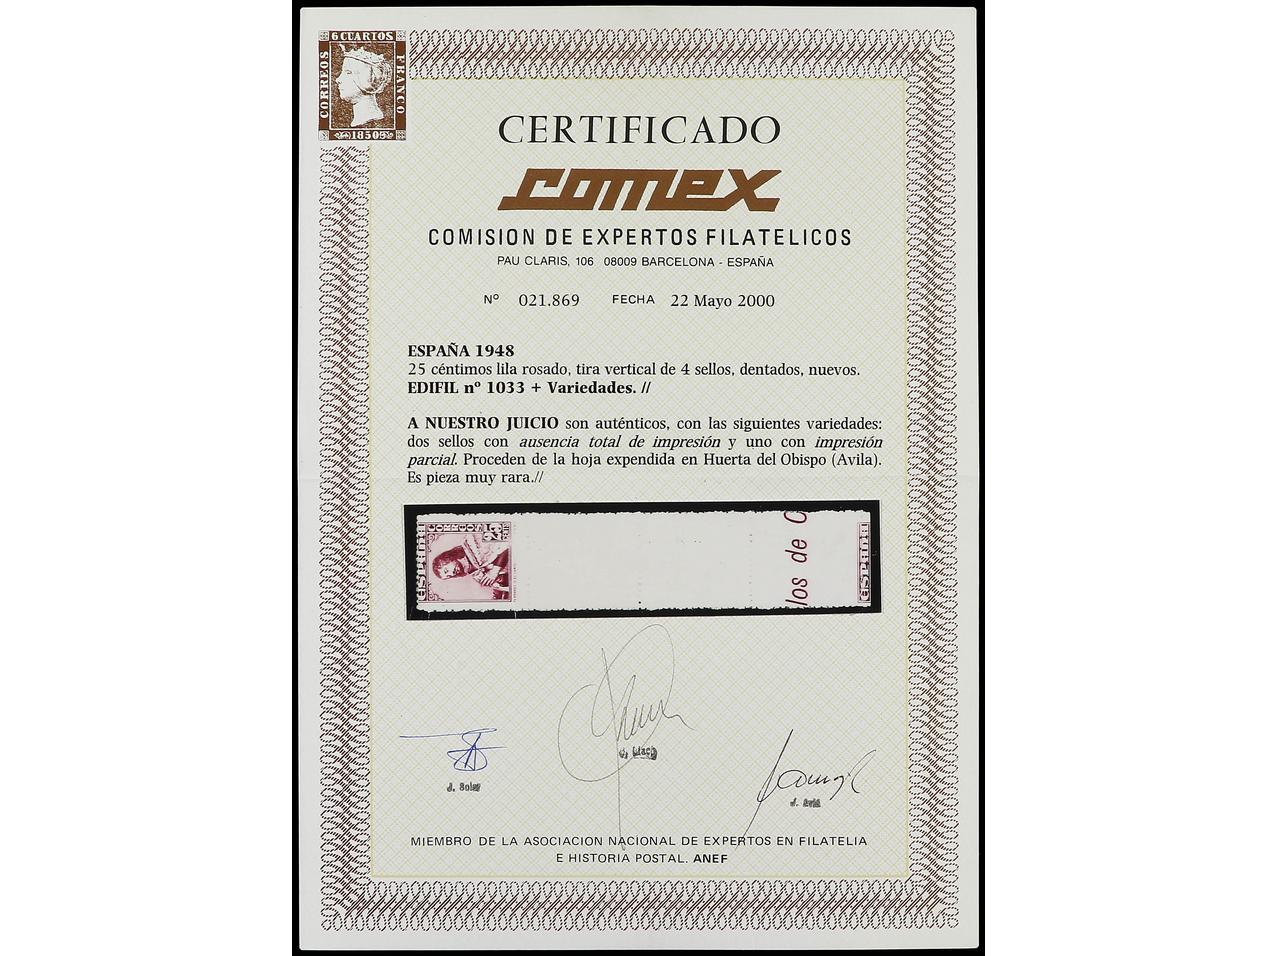 6 CUARTOS
CORREOS
FRANCO
1850
CERTIFICADO
comex
COMISION DE EXPERTOS FILATELICOS
PAU CLARIS, 106 08009 BARCELONA - ESPAÑA
Nº 021.869 FECHA 22 Mayo 2000
ESPAÑA 1948
25 céntimos lila rosado, tira vertical de 4 sellos, dentados, nuevos.
EDIFIL nº 1033 + Variedades. //
A NUESTRO JUICIO son auténticos, con las siguientes variedades:
dos sellos con ausencia total de impresión y uno con impresión
parcial. Proceden de la hoja expendida en Huerta del Obispo (Avila).
Es pieza muy rara.//
ESPAÑA
CORREOS
25
CTS
los de C
ESPAÑA
J. Soler
J. Avià
MIEMBRO DE LA ASOCIACION NACIONAL DE EXPERTOS EN FILATELIA
E HISTORIA POSTAL. ANEF